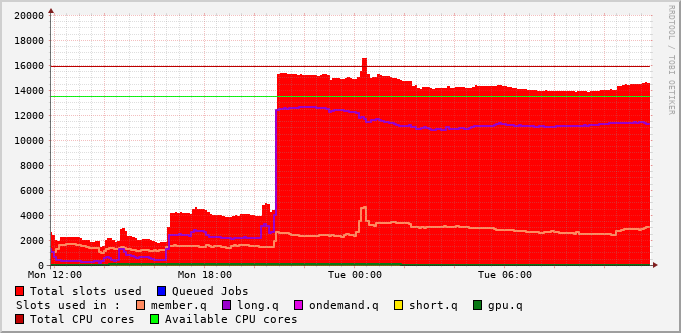 20000
18000
16000
14000
12000
10000
8000
6000
4000
2000
0
Mon 12:00 Mon 18:00 Tue 00:00 Tue 06:00
RRDTOOL / TOBI OETIKER
Total slots used Queued Jobs
Slots used in : member.q long.q ondemand.q short.q gpu.q
Total CPU cores Available CPU cores